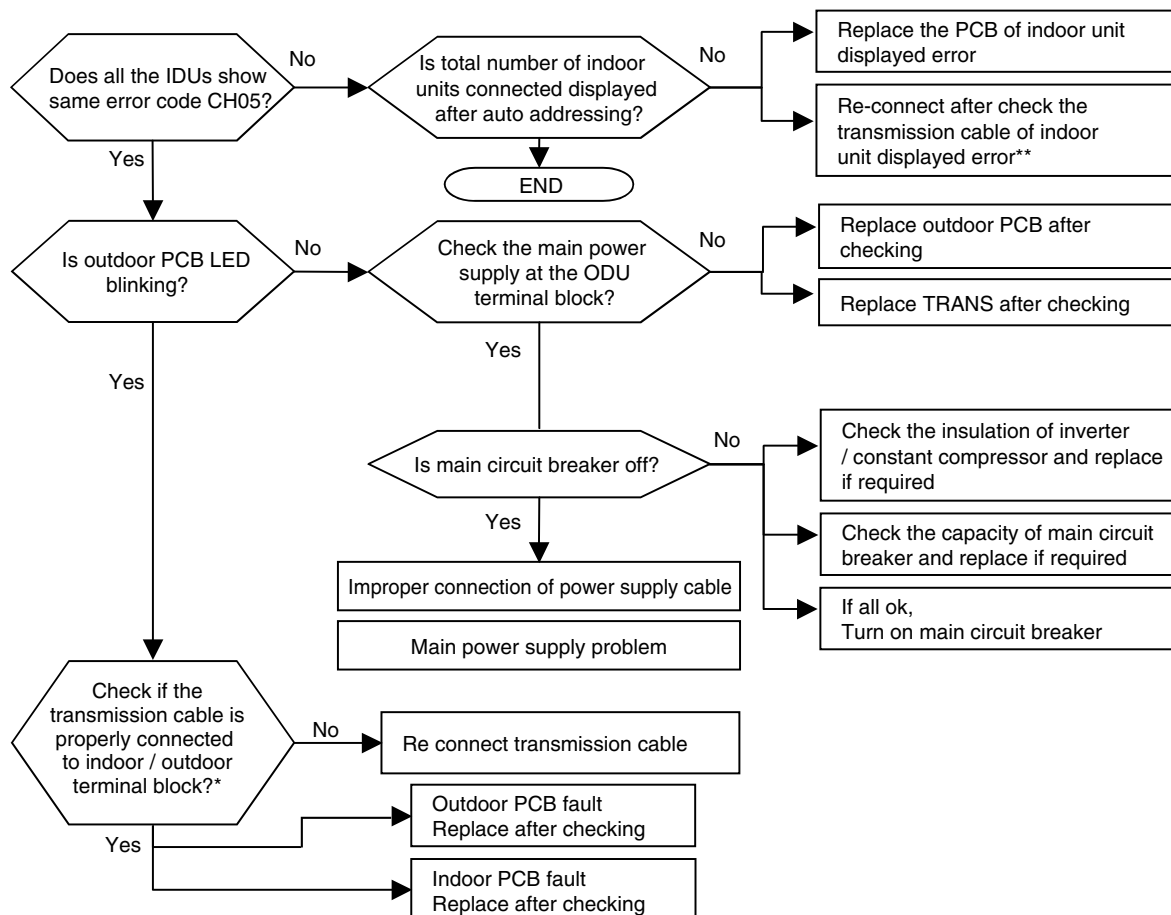 Does all the IDUs show
same error code CH05?
No
Is total number of indoor
units connected displayed
after auto addressing?
No
Replace the PCB of indoor unit
displayed error
Re-connect after check the
transmission cable of indoor
unit displayed error**
Yes
END
Is outdoor PCB LED
blinking?
No
Check the main power
supply at the ODU
terminal block?
No
Replace outdoor PCB after
checking
Replace TRANS after checking
Yes
Yes
Is main circuit breaker off?
No
Check the insulation of inverter
/ constant compressor and replace
if required
Check the capacity of main circuit
breaker and replace if required
If all ok,
Turn on main circuit breaker
Yes
Improper connection of power supply cable
Main power supply problem
Check if the
transmission cable is
properly connected
to indoor / outdoor
terminal block?*
No
Re connect transmission cable
Yes
Outdoor PCB fault
Replace after checking
Indoor PCB fault
Replace after checking